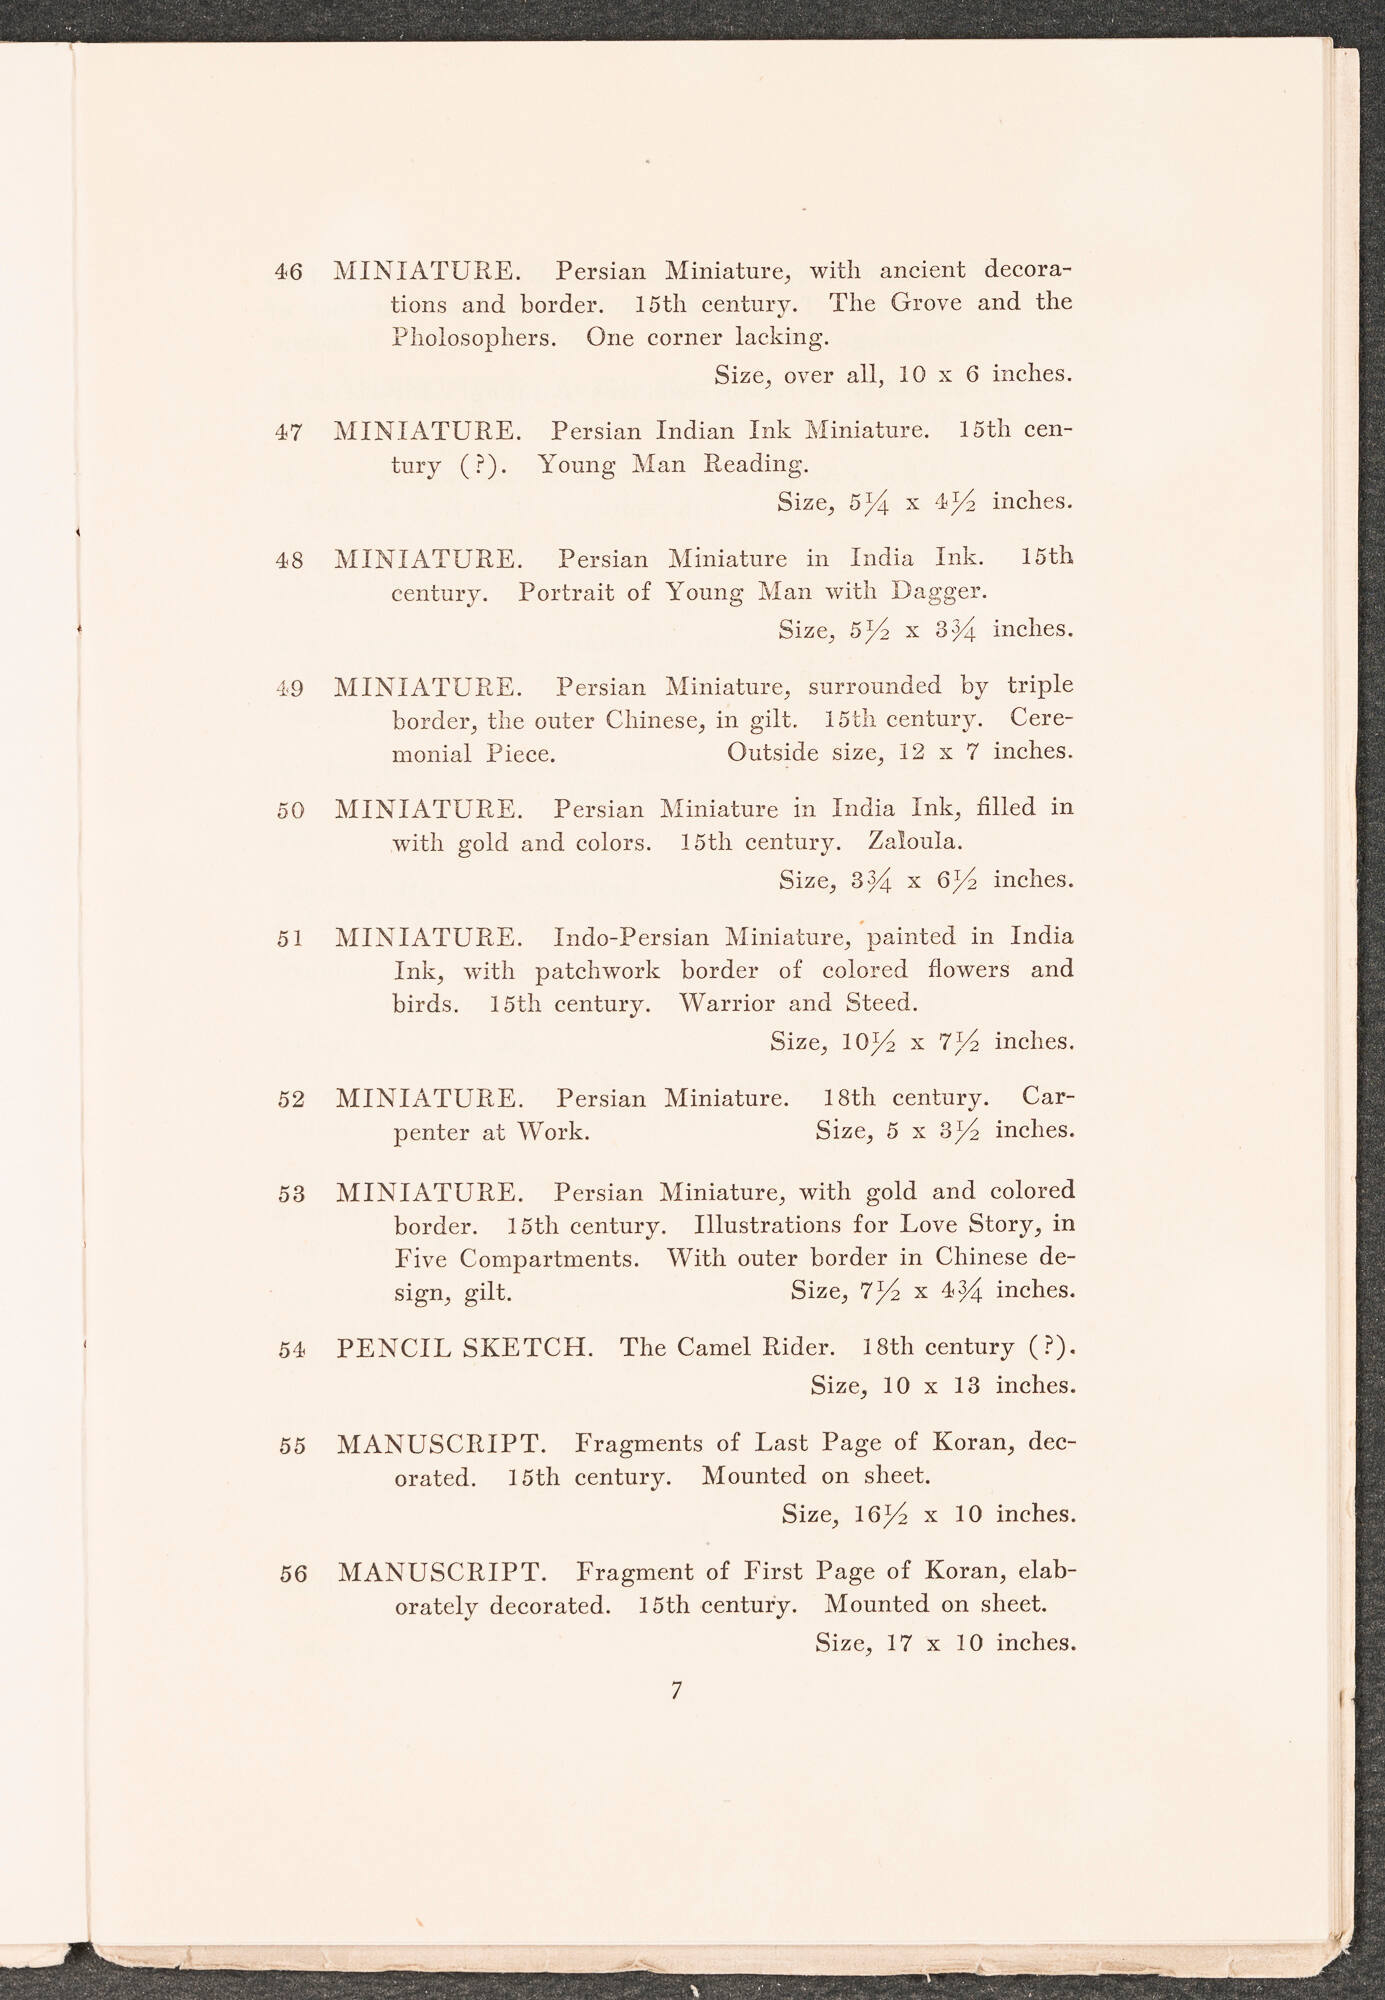 46 MINIATURE. Persian Miniature, with ancient decora-
tions and border. 15th century. The Grove and the
Pholosophers. One corner lacking.
Size, over all, 10 x 6 inches.
47 MINIATURE. Persian Indian Ink Miniature. 15th cen-
tury (?). Young Man Reading.
Size, 5¼ x 4½ inches.
48 MINIATURE. Persian Miniature in India Ink. 15th
century. Portrait of Young Man with Dagger.
Size, 5½ x 3¾ inches.
49 MINIATURE. Persian Miniature, surrounded by triple
border, the outer Chinese, in gilt. 15th century. Cere-
monial Piece. Outside size, 12 x 7 inches.
50 MINIATURE. Persian Miniature in India Ink, filled in
with gold and colors. 15th century. Zaloula.
Size, 3¾ x 6½ inches.
51 MINIATURE. Indo-Persian Miniature, painted in India
Ink, with patchwork border of colored flowers and
birds. 15th century. Warrior and Steed.
Size, 10½ x 7½ inches.
52 MINIATURE. Persian Miniature. 18th century. Car-
penter at Work. Size, 5 x 3½ inches.
53 MINIATURE. Persian Miniature, with gold and colored
border. 15th century. Illustrations for Love Story, in
Five Compartments. With outer border in Chinese de-
sign, gilt. Size, 7½ x 4¾ inches.
54 PENCIL SKETCH. The Camel Rider. 18th century (?).
Size, 10 x 13 inches.
55 MANUSCRIPT. Fragments of Last Page of Koran, dec-
orated. 15th century. Mounted on sheet.
Size, 16½ x 10 inches.
56 MANUSCRIPT. Fragment of First Page of Koran, elab-
orately decorated. 15th century. Mounted on sheet.
Size, 17 x 10 inches.
7